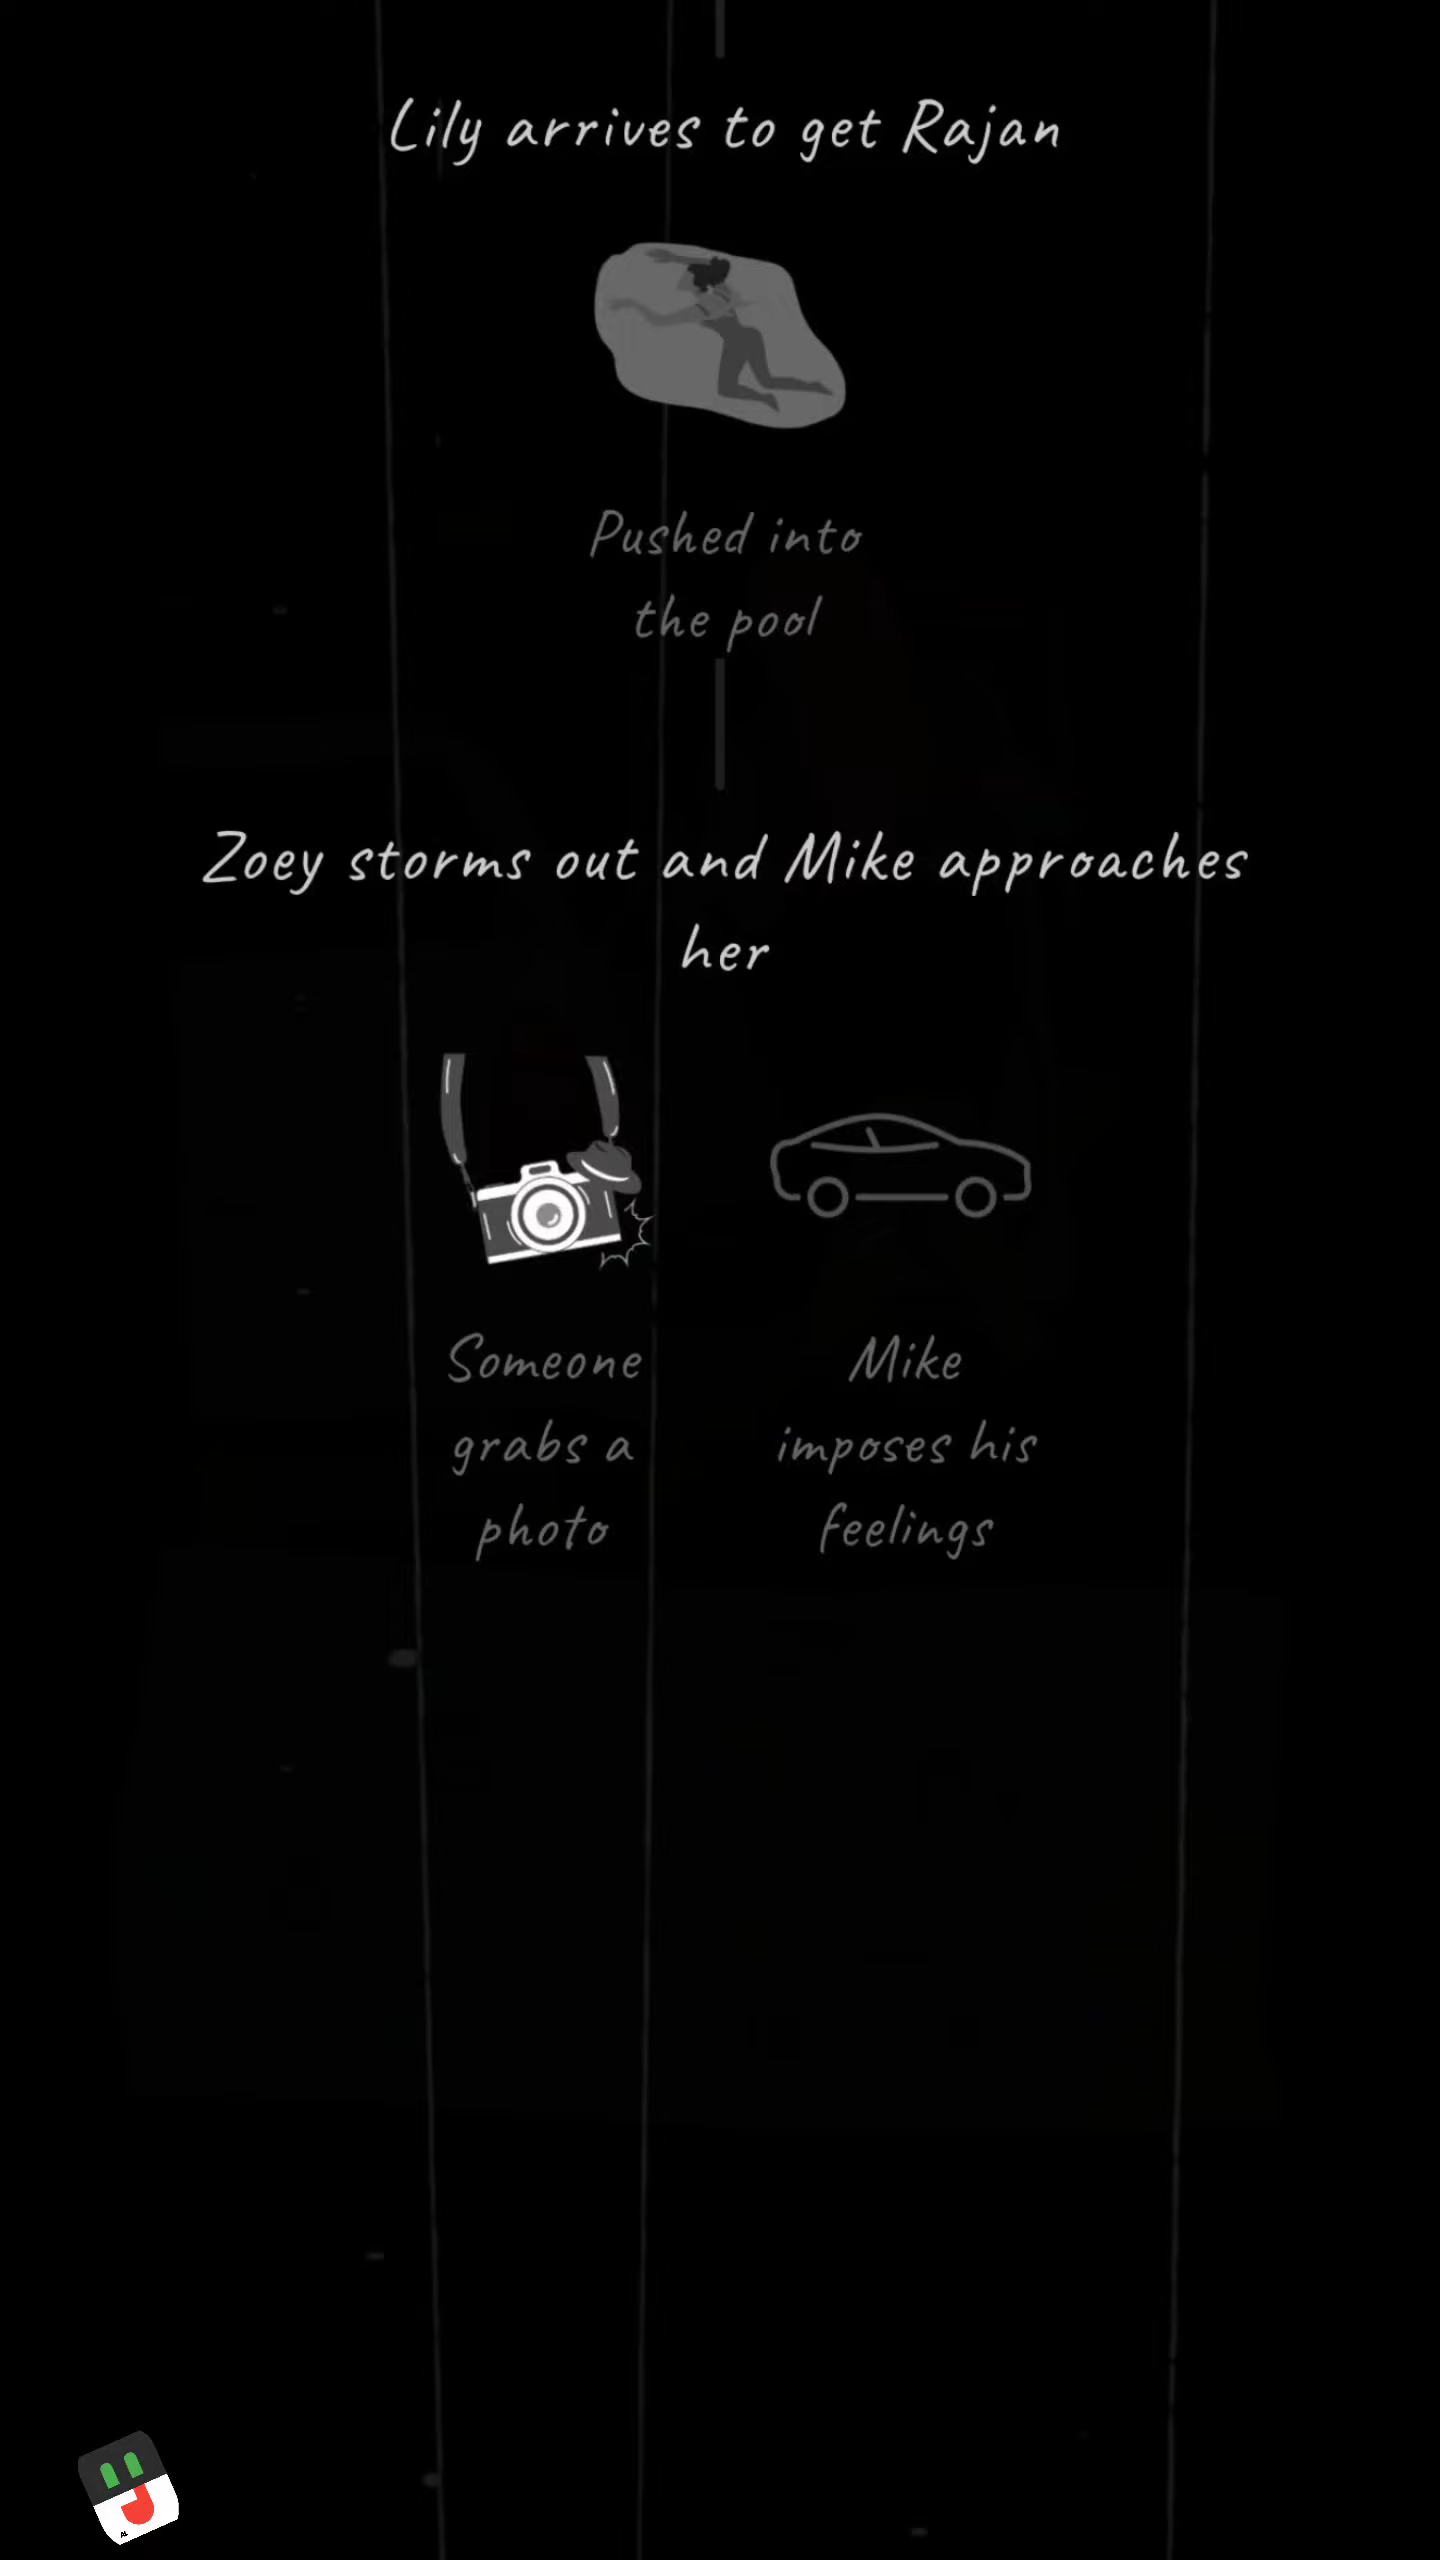 Lily arrives to get Rajan
Pushed into
the pool
Zoey storms out and Mike approaches
her
Someone
grabs a
photo
Mike
imposes his
feelings